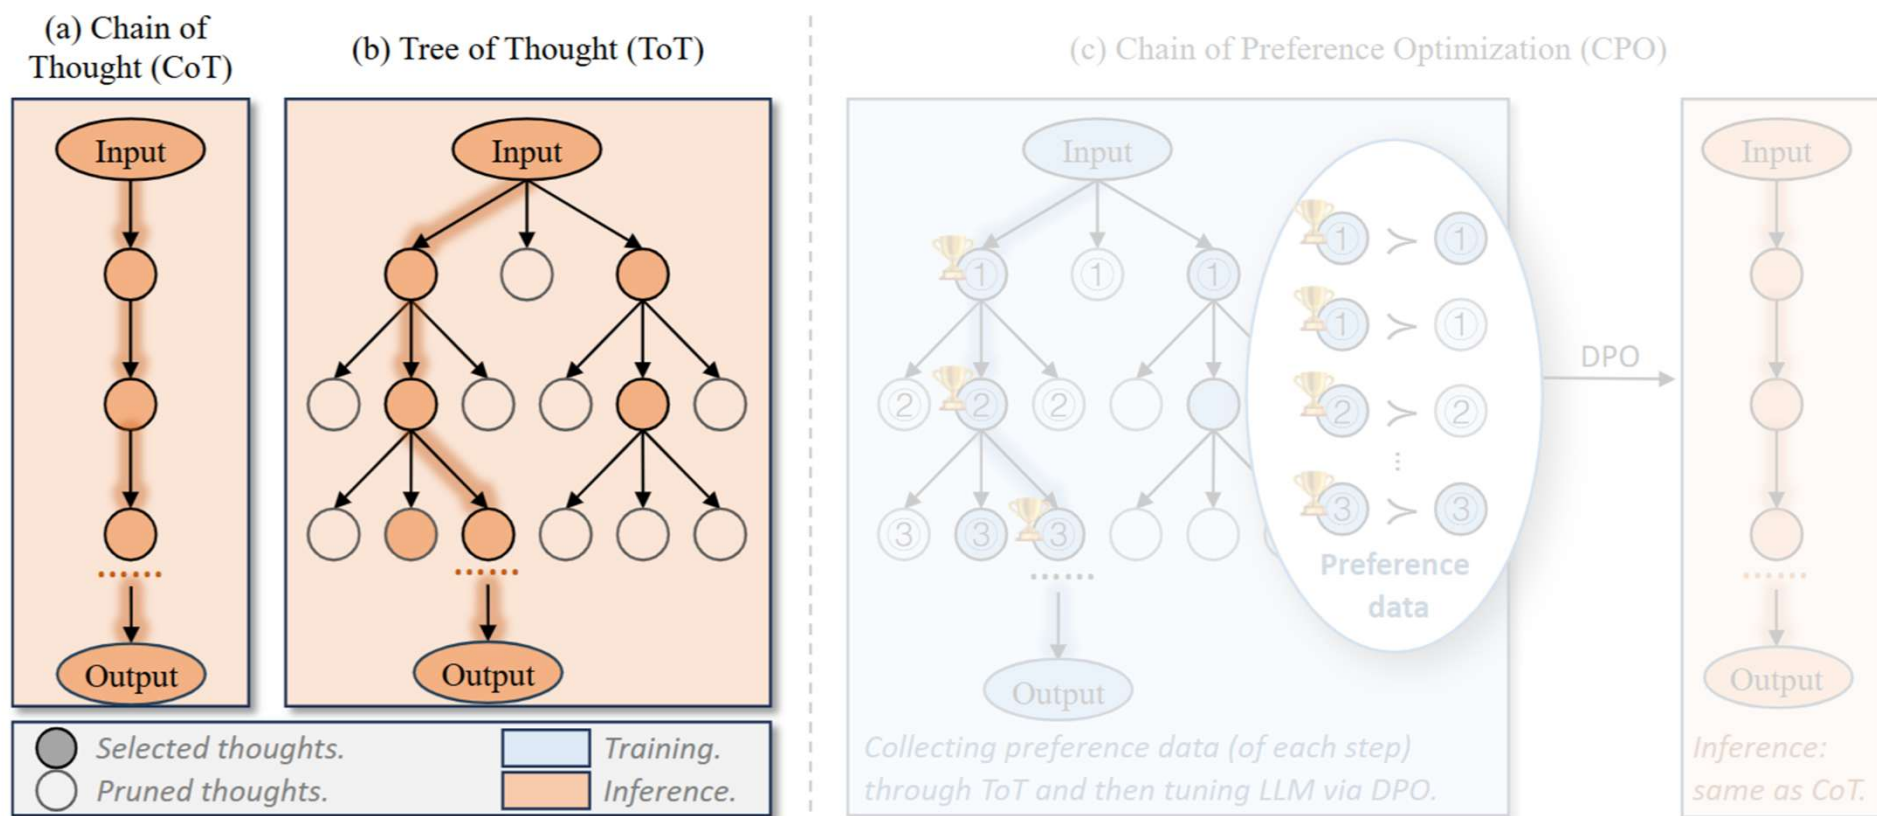 (a) Chain of
Thought (CoT)
(b) Tree of Thought (ToT)
(c) Chain of Preference Optimization (CPO)
Input
Output
Input
Output
Input
①
①
①
②
②
②
③
③
③
Output
① ≻ ①
① ≻ ①
② ≻ ②
⋮
③ ≻ ③
Preference
data
DPO
Input
Output
Selected thoughts.
Pruned thoughts.
Training.
Inference.
Collecting preference data (of each step)
through ToT and then tuning LLM via DPO.
Inference:
same as CoT.